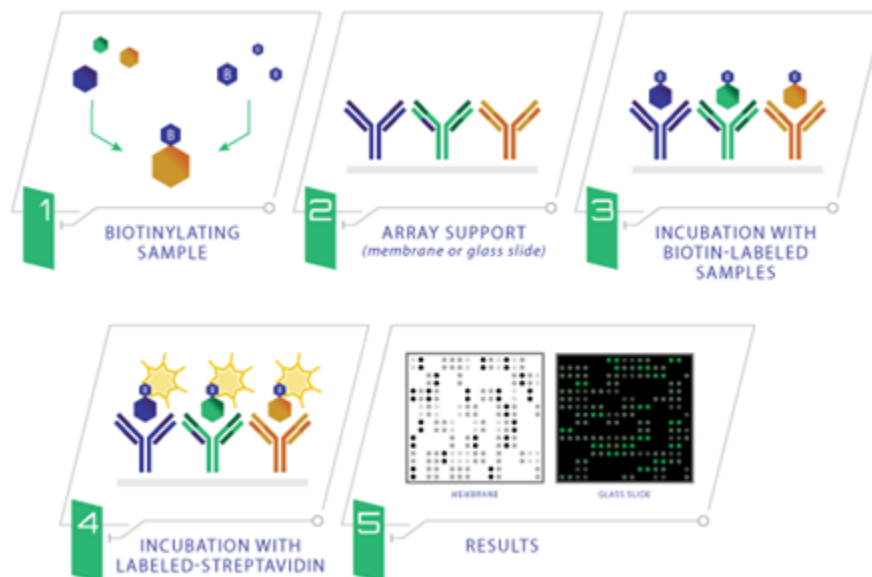 B
B
1
BIOTINYLATING
SAMPLE
2
ARRAY SUPPORT
(membrane or glass slide)
3
INCUBATION WITH
BIOTIN-LABELED
SAMPLES
4
INCUBATION WITH
LABELED-STREPTAVIDIN
MEMBRANE
GLASS SLIDE
5
RESULTS